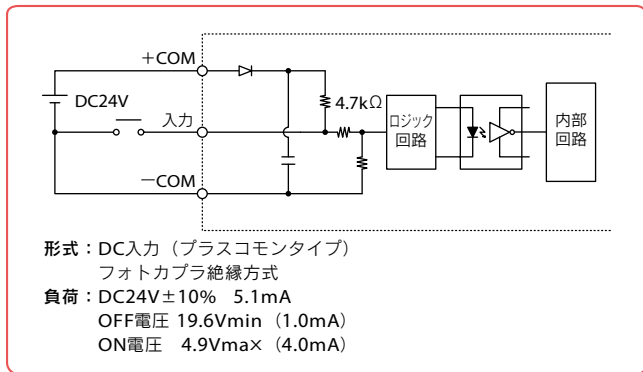 +COM
DC24V
4.7kΩ
入力
ロジック
回路
内部
回路
−COM
形式：DC入力（プラスコモンタイプ）
フォトカプラ絶縁方式
負荷：DC24V±10% 5.1mA
OFF電圧 19.6Vmin（1.0mA）
ON電圧 4.9Vma×（4.0mA）